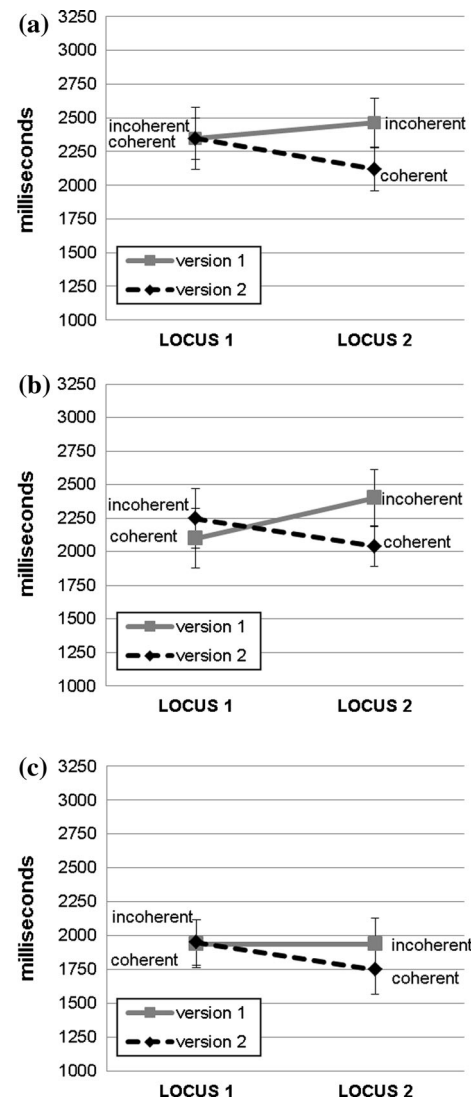 (a)
3250
3000
2750
2500
2250
2000
1750
1500
1250
1000
milliseconds
incoherent
coherent
incoherent
coherent
version 1
version 2
LOCUS 1 LOCUS 2
(b)
3250
3000
2750
2500
2250
2000
1750
1500
1250
1000
milliseconds
incoherent
coherent
incoherent
coherent
version 1
version 2
LOCUS 1 LOCUS 2
(c)
3250
3000
2750
2500
2250
2000
1750
1500
1250
1000
milliseconds
incoherent
coherent
incoherent
coherent
version 1
version 2
LOCUS 1 LOCUS 2